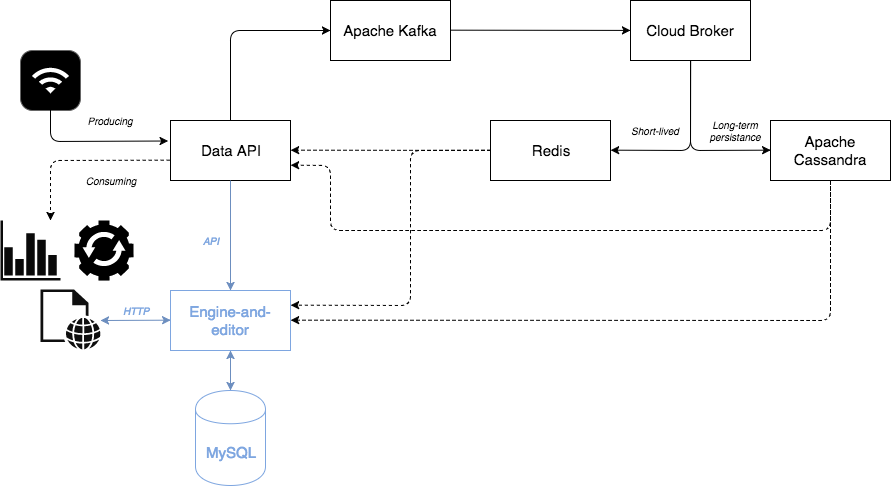 Apache Kafka
Cloud Broker
Producing
Data API
Short-lived
Long-term
persistance
Redis
Apache
Cassandra
Consuming
API
HTTP
Engine-and-
editor
MySQL